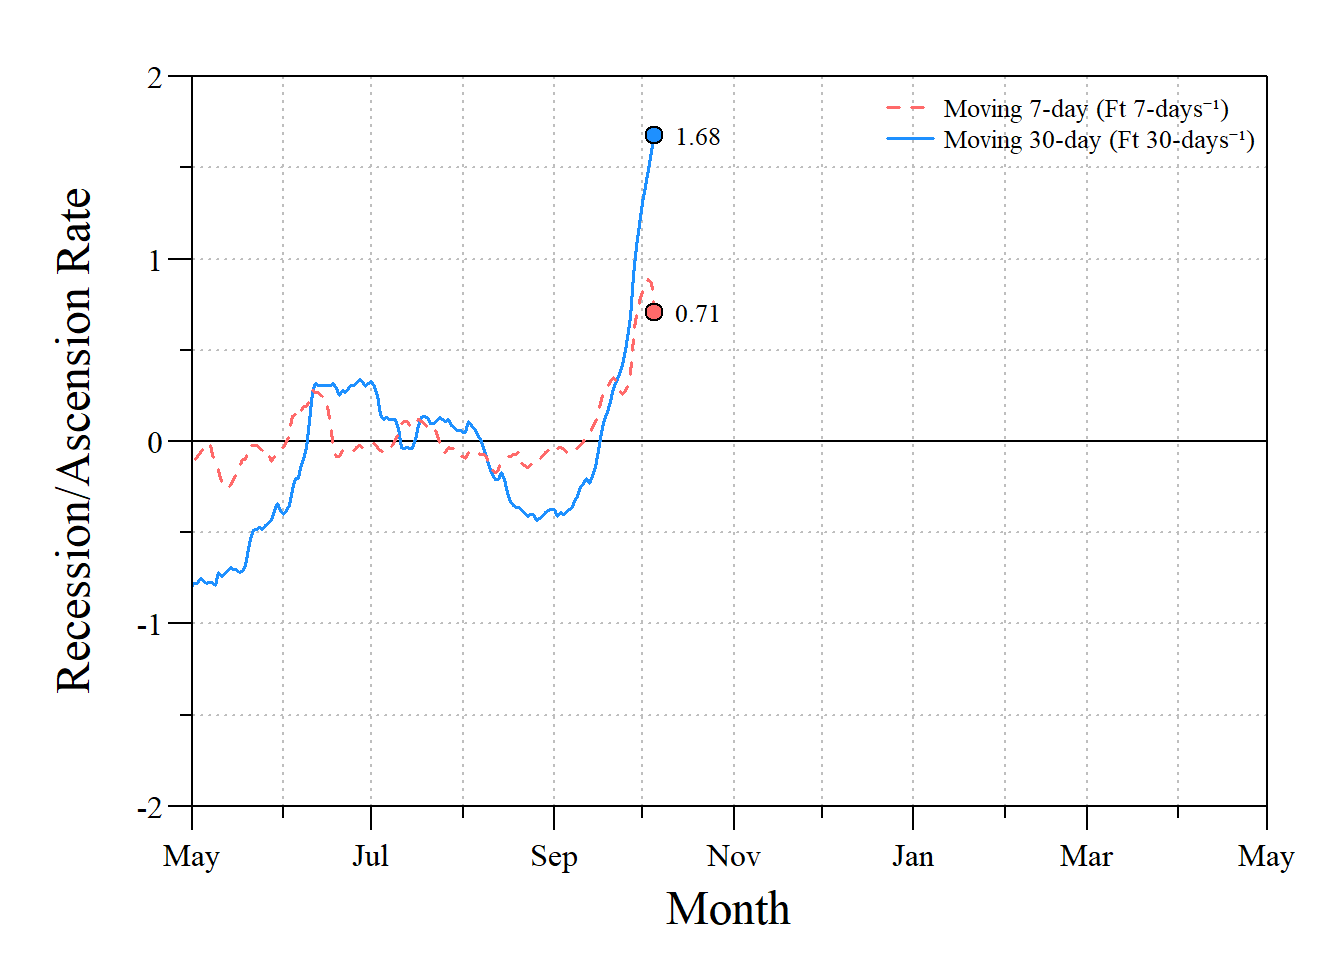 Recession/Ascension Rate
2
1
0
-1
-2
Moving 7-day (Ft 7-days⁻¹)
Moving 30-day (Ft 30-days⁻¹)
1.68
0.71
May Jul Sep Nov Jan Mar May
Month